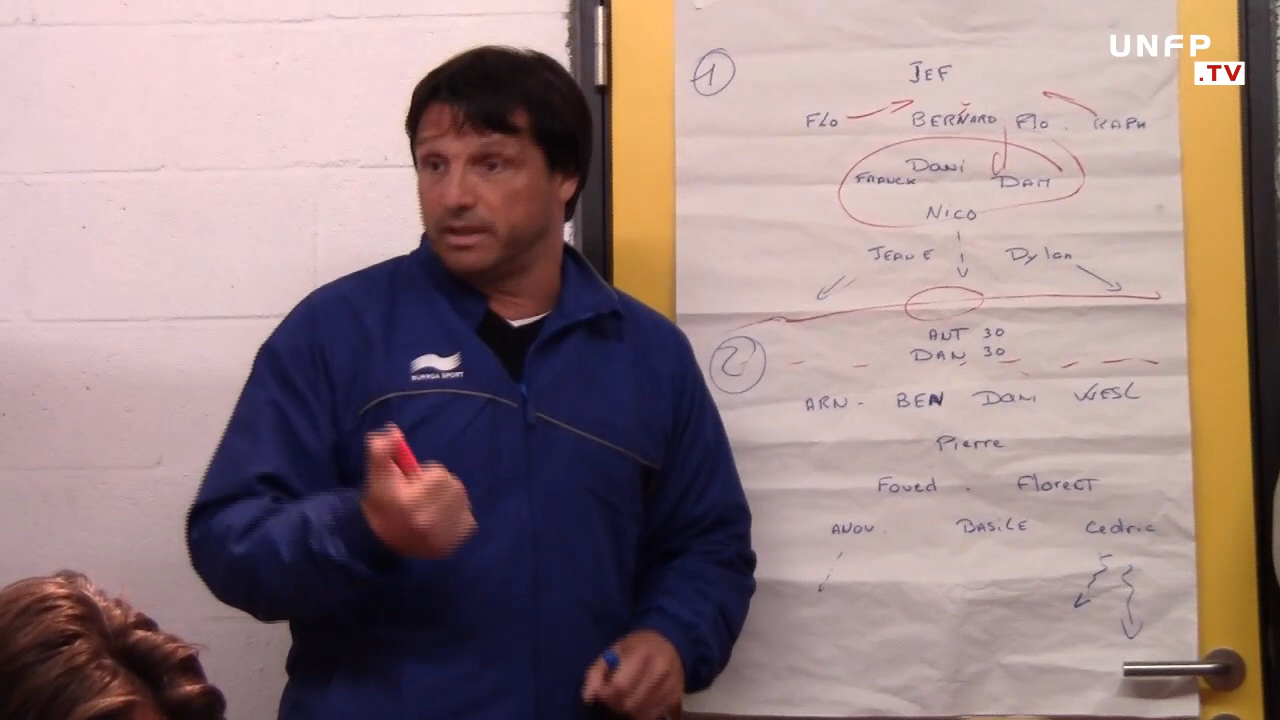 UNFP
.TV
1 JEF
FLO BERNARD Flo. RAPH
Dani
FRANCK DAM
NICO
JEAN E Dylan
ANT 30
2 DAN 30
ARN - BEN DANI WESL
Pierre
Foued . FLORECT
ANOU. BASILE Cedric
BURRDA SPORT